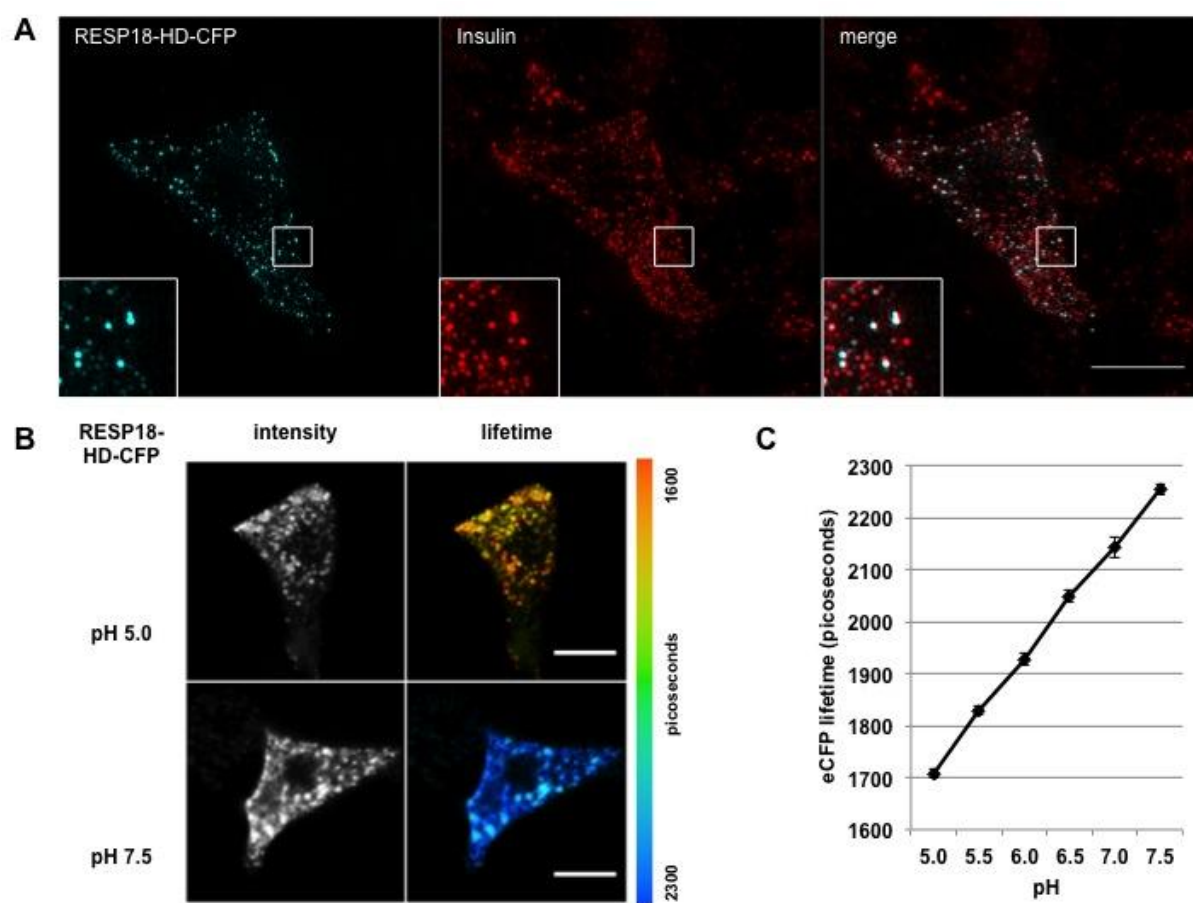 A
RESP18-HD-CFP
Insulin
merge
B
RESP18-
HD-CFP
intensity
lifetime
pH 5.0
pH 7.5
1600
picoseconds
2300
C
eCFP lifetime (picoseconds)
2300
2200
2100
2000
1900
1800
1700
1600
5.0 5.5 6.0 6.5 7.0 7.5
pH